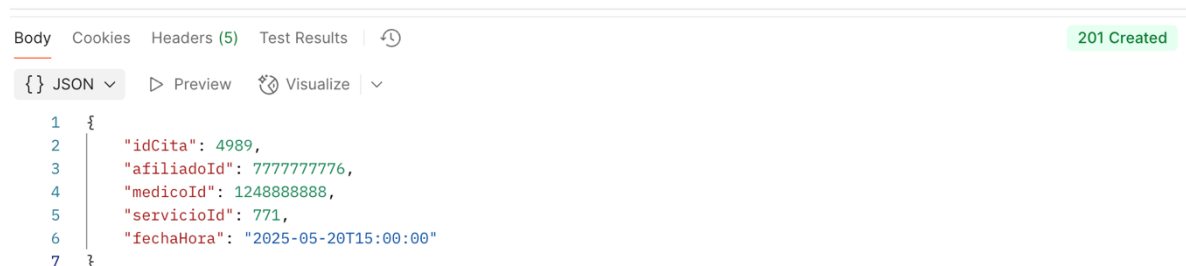 Body Cookies Headers (5) Test Results 201 Created
{} JSON Preview Visualize
1 {
2 "idCita": 4989,
3 "afiliadoId": 7777777776,
4 "medicoId": 1248888888,
5 "servicioId": 771,
6 "fechaHora": "2025-05-20T15:00:00"
7 }